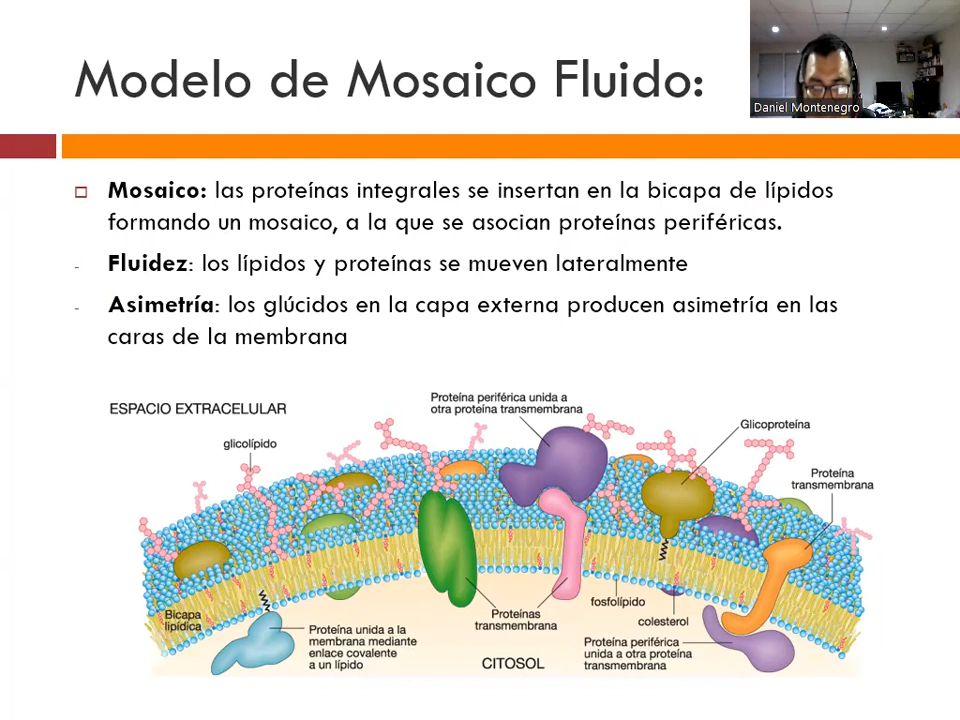 Modelo de Mosaico Fluido:
Daniel Montenegro
Mosaico: las proteínas integrales se insertan en la bicapa de lípidos
formando un mosaico, a la que se asocian proteínas periféricas.
- Fluidez: los lípidos y proteínas se mueven lateralmente
- Asimetría: los glúcidos en la capa externa producen asimetría en las
caras de la membrana
ESPACIO EXTRACELULAR
glicolípido
Proteína periférica unida a
otra proteína transmembrana
Glicoproteína
Proteína
transmembrana
Bicapa
lipídica
Proteína unida a la
membrana mediante
enlace covalente
a un lípido
Proteínas
transmembrana
CITOSOL
fosfolípido
colesterol
Proteína periférica
unida a otra proteína
transmembrana